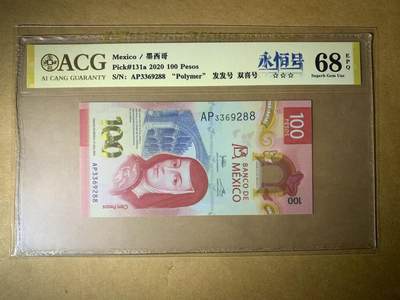 ACG
AI CANG GUARANTY
Mexico / 墨西哥
Pick#131a 2020 100 Pesos
S/N: AP3369288 "Polymer" 发发号 双喜号
永恒号
☆☆☆
68
EPQ
Superb Gem Unc
100
PESOS
AP3369288
100
AP3369288
BANCO DE
MÉXICO
Cien Pesos
100